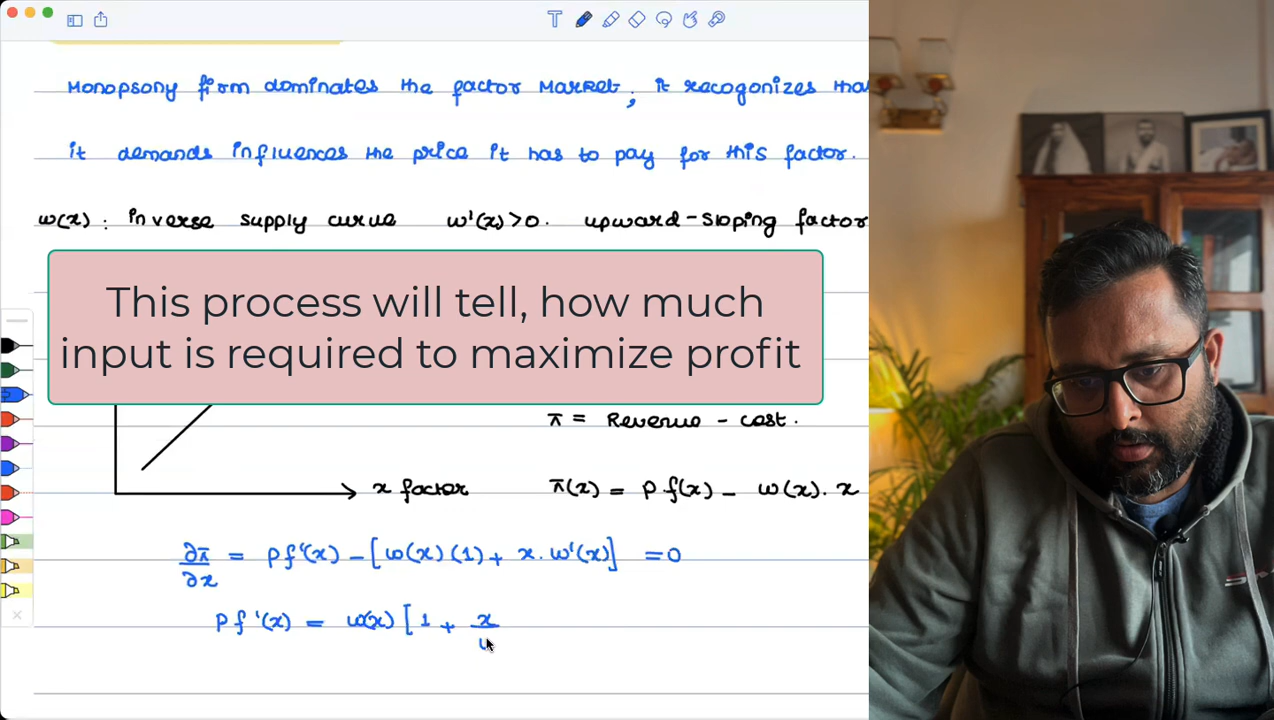 Monopsony firm dominates the factor Market; it recogonizes tha
it demands influences the price it has to pay for this factor.
w(x): inverse supply curve w'(x)>0. upward-sloping factor
This process will tell, how much
input is required to maximize profit
π = Revenue - cost.
x factor
π(x) = P f(x) - w(x). x
∂π/∂x = P f'(x) - [w(x)(1) + x. w'(x)] = 0
P f'(x) = w(x) [1 + x